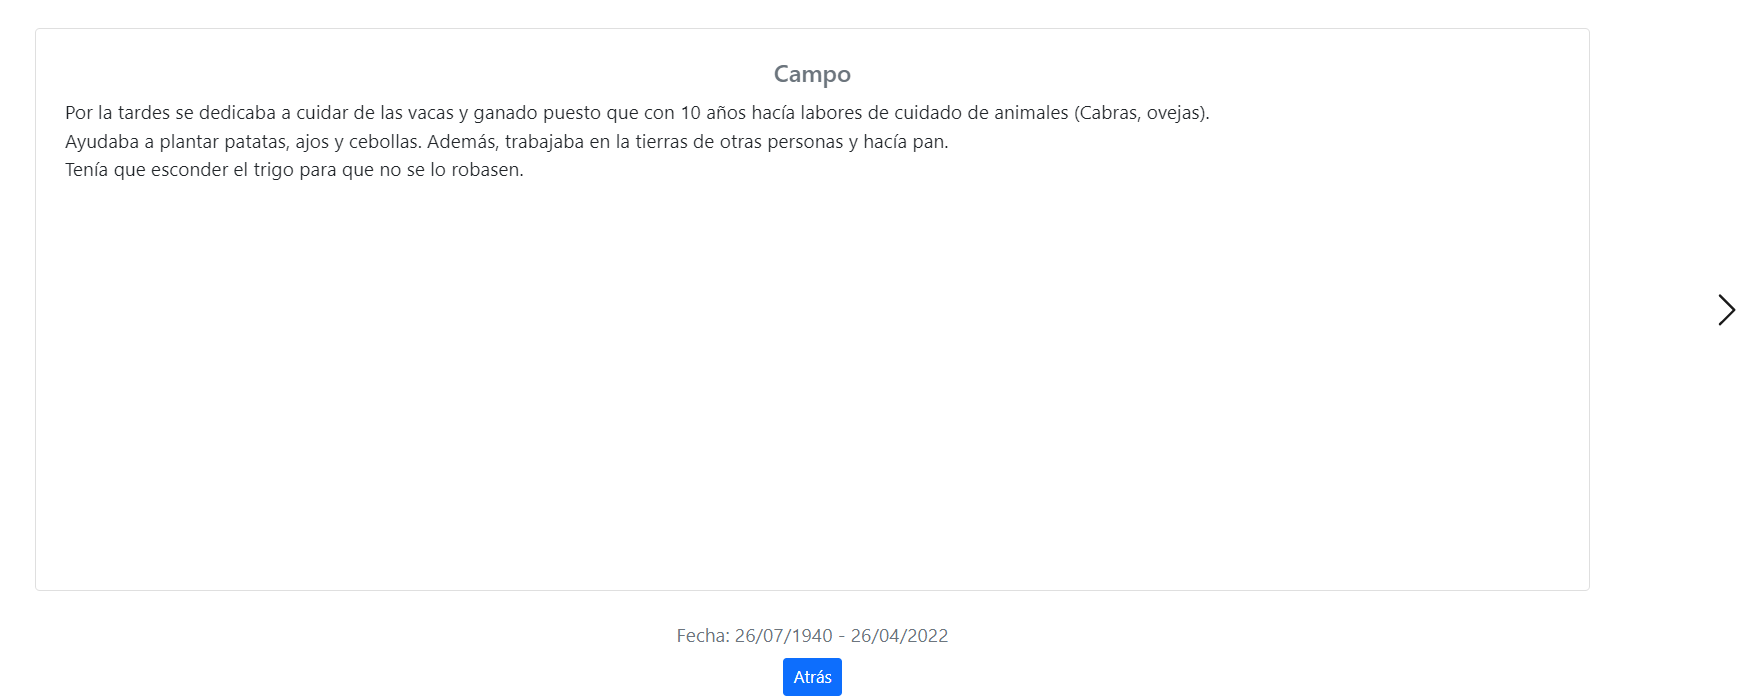 Campo
Por la tardes se dedicaba a cuidar de las vacas y ganado puesto que con 10 años hacía labores de cuidado de animales (Cabras, ovejas).
Ayudaba a plantar patatas, ajos y cebollas. Además, trabajaba en la tierras de otras personas y hacía pan.
Tenía que esconder el trigo para que no se lo robasen.
Fecha: 26/07/1940 - 26/04/2022
Atrás